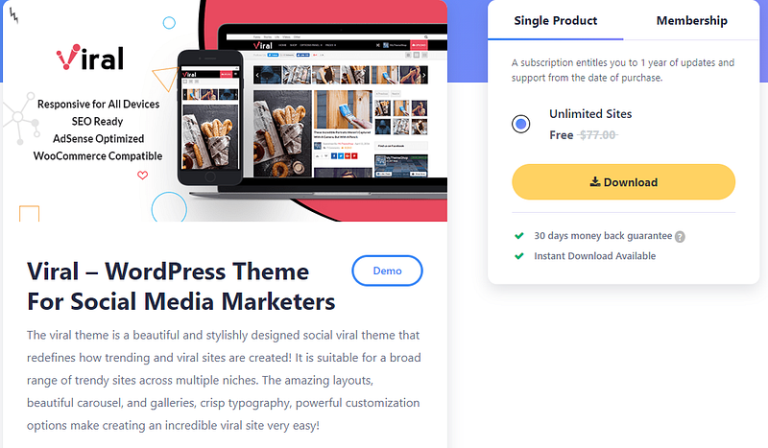 Viral
Responsive for All Devices
SEO Ready
AdSense Optimized
WooCommerce Compatible
Viral
Viral – WordPress Theme
For Social Media Marketers
Demo
The viral theme is a beautiful and stylishly designed social viral theme that
redefines how trending and viral sites are created! It is suitable for a broad
range of trendy sites across multiple niches. The amazing layouts,
beautiful carousel, and galleries, crisp typography, powerful customization
options make creating an incredible viral site very easy!
Single Product
Membership
A subscription entitles you to 1 year of updates and
support from the date of purchase.
Unlimited Sites
Free $77.00
Download
30 days money back guarantee ?
Instant Download Available